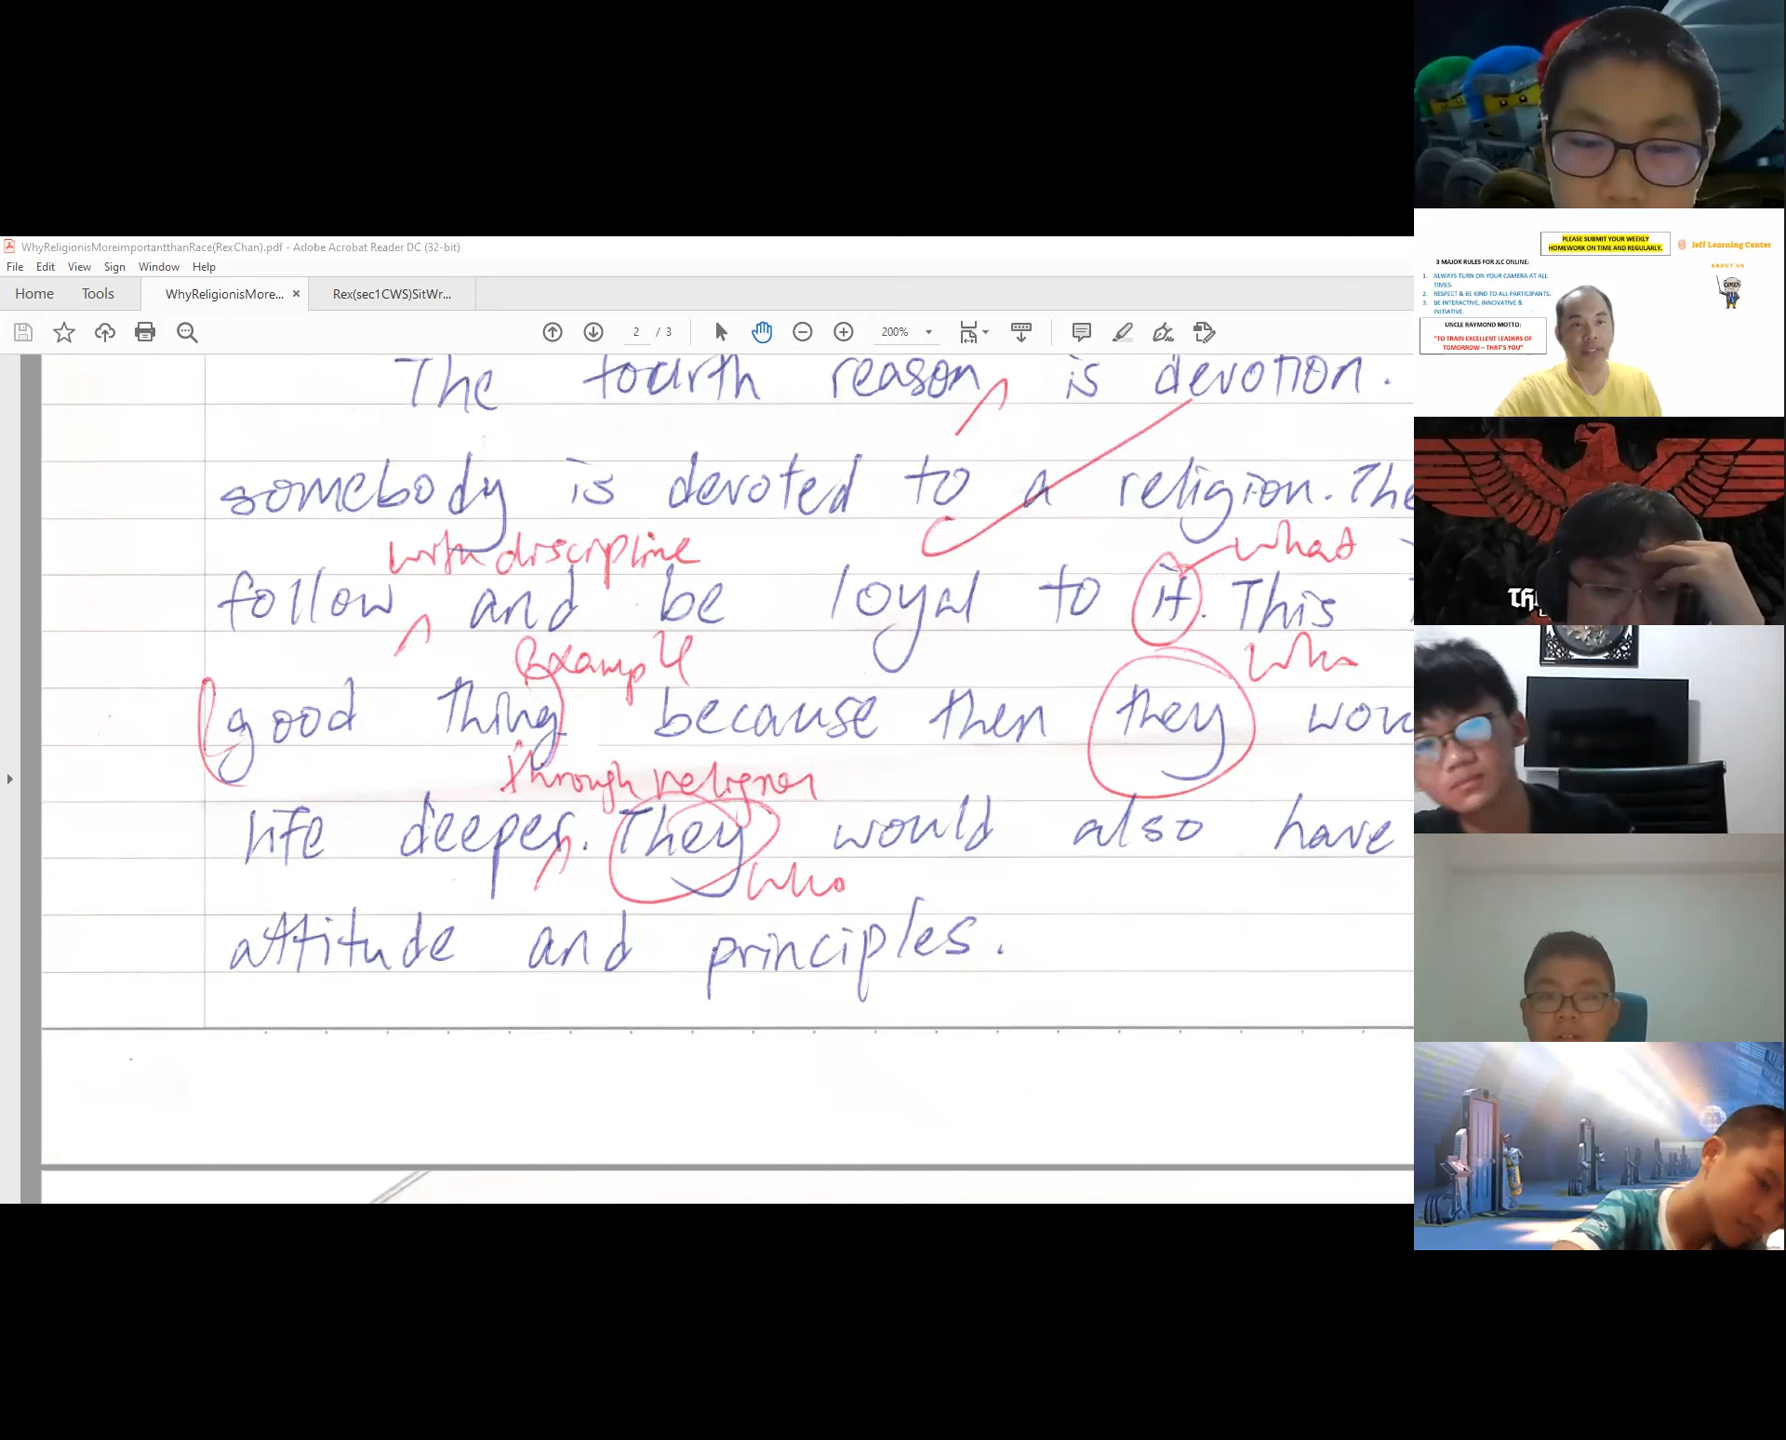 WhyReligionisMoreimportantthanRace(RexChan).pdf - Adobe Acrobat Reader DC (32-bit)
File Edit View Sign Window Help
Home Tools WhyReligionisMore... × Rex(sec1CWS)SitWr...
2 / 3 200%
The fourth reason is devotion.
somebody is devoted to a religion. The
with discipline what
follow and be loyal to it. This
Example who
good thing because then they wou
through religion
life deeper. They would also have
who
attitude and principles.
PLEASE SUBMIT YOUR WEEKLY
HOMEWORK ON TIME AND REGULARLY.
Jeff Learning Center
ABOUT US
3 MAJOR RULES FOR JLC ONLINE:
1. ALWAYS TURN ON YOUR CAMERA AT ALL
TIMES.
2. RESPECT & BE KIND TO ALL PARTICIPANTS.
3. BE INTERACTIVE, INNOVATIVE &
INITIATIVE.
UNCLE RAYMOND MOTTO:
"TO TRAIN EXCELLENT LEADERS OF
TOMORROW – THAT'S YOU"